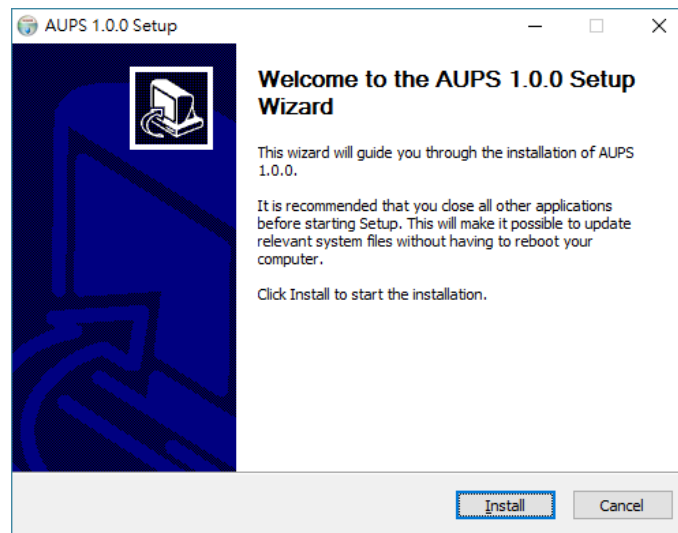 AUPS 1.0.0 Setup
Welcome to the AUPS 1.0.0 Setup
Wizard
This wizard will guide you through the installation of AUPS
1.0.0.
It is recommended that you close all other applications
before starting Setup. This will make it possible to update
relevant system files without having to reboot your
computer.
Click Install to start the installation.
Install
Cancel